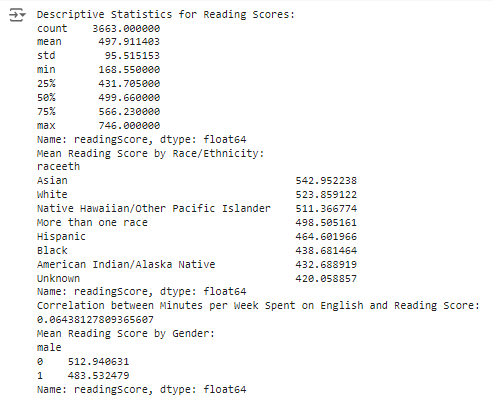 Descriptive Statistics for Reading Scores:
count    3663.000000
mean      497.911403
std        95.515153
min       168.550000
25%       431.705000
50%       499.660000
75%       566.230000
max       746.000000
Name: readingScore, dtype: float64
Mean Reading Score by Race/Ethnicity:
raceeth
Asian                                     542.952238
White                                     523.859122
Native Hawaiian/Other Pacific Islander    511.366774
More than one race                        498.505161
Hispanic                                  464.601966
Black                                     438.681464
American Indian/Alaska Native             432.688919
Unknown                                   420.058857
Name: readingScore, dtype: float64
Correlation between Minutes per Week Spent on English and Reading Score:
0.06438127809365607
Mean Reading Score by Gender:
male
0    512.940631
1    483.532479
Name: readingScore, dtype: float64